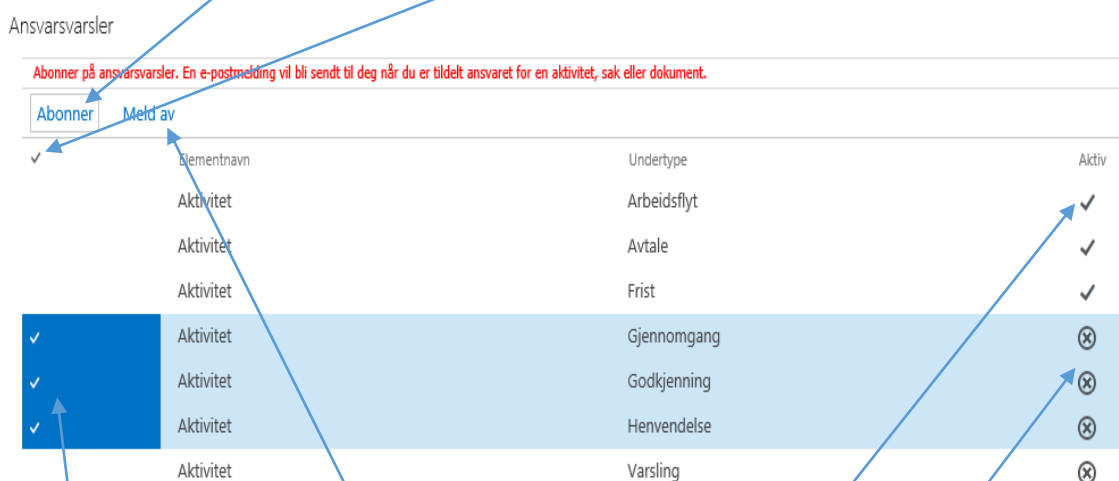 Ansvarsvarsler
Abonner på ansvarsvarsler. En e-postmelding vil bli sendt til deg når du er tildelt ansvaret for en aktivitet, sak eller dokument.
Abonner Meld av
Elementnavn Undertype Aktiv
Aktivitet Arbeidsflyt
Aktivitet Avtale
Aktivitet Frist
Aktivitet Gjennomgang
Aktivitet Godkjenning
Aktivitet Henvendelse
Aktivitet Varsling